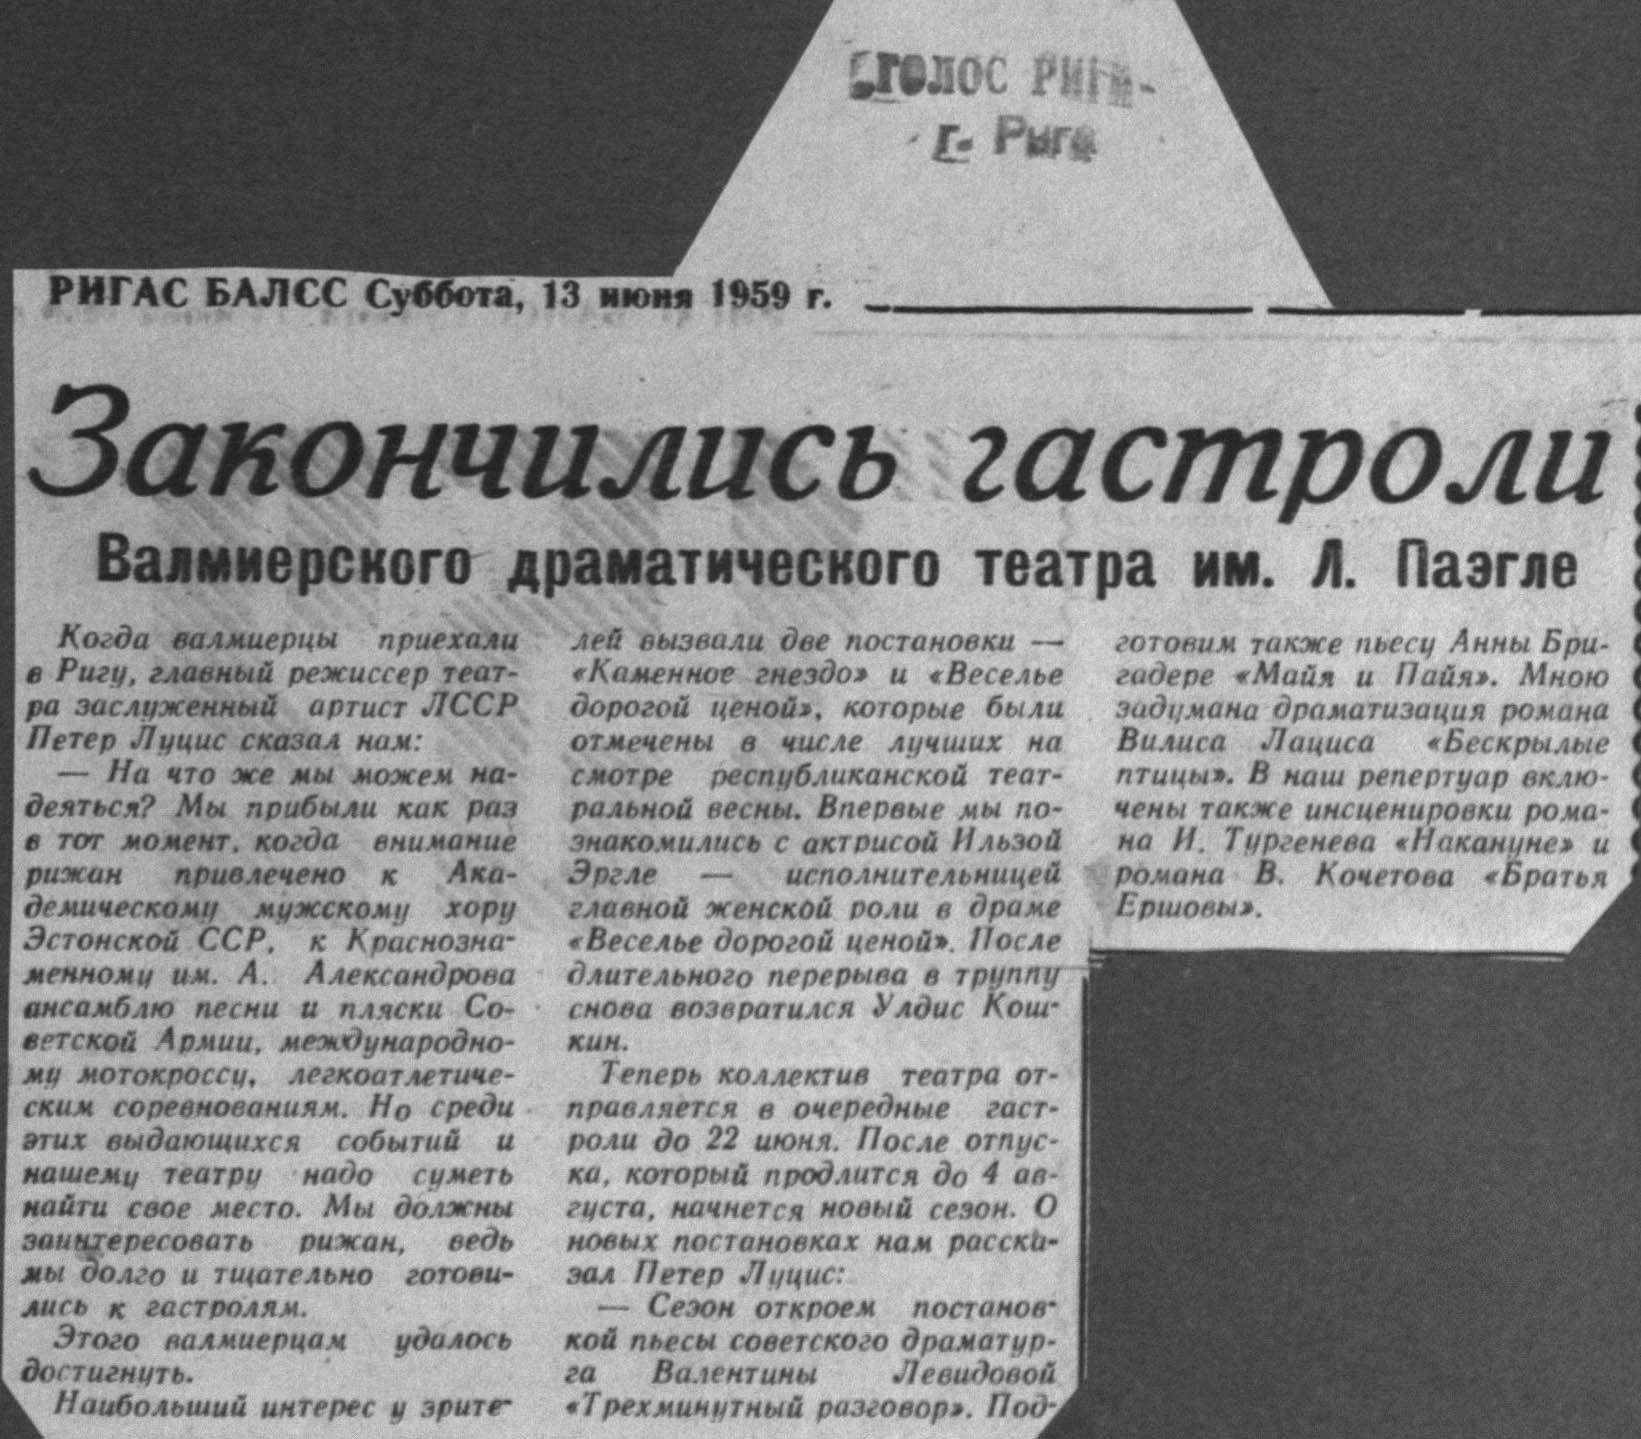 ГОЛОС РИГИ
г. Рига
РИГАС БАЛСС Суббота, 13 июня 1959 г.
Закончились гастроли
Валмиерского драматического театра им. Л. Паэгле
Когда валмиерцы приехали
в Ригу, главный режиссер теат-
ра заслуженный артист ЛССР
Петер Луцис сказал нам:
— На что же мы можем на-
деяться? Мы прибыли как раз
в тот момент, когда внимание
рижан привлечено к Ака-
демическому мужскому хору
Эстонской ССР, к Краснозна-
менному им. А. Александрова
ансамблю песни и пляски Со-
ветской Армии, международно-
му мотокроссу, легкоатлетиче-
ским соревнованиям. Но среди
этих выдающихся событий и
нашему театру надо суметь
найти свое место. Мы должны
заинтересовать рижан, ведь
мы долго и тщательно готови-
лись к гастролям.
Этого валмиерцам удалось
достигнуть.
Наибольший интерес у зрите-
лей вызвали две постановки —
«Каменное гнездо» и «Веселье
дорогой ценой», которые были
отмечены в числе лучших на
смотре республиканской теат-
ральной весны. Впервые мы по-
знакомились с актрисой Ильзой
Эргле — исполнительницей
главной женской роли в драме
«Веселье дорогой ценой». После
длительного перерыва в труппу
снова возвратился Улдис Кош-
кин.
Теперь коллектив театра от-
правляется в очередные гаст-
роли до 22 июня. После отпус-
ка, который продлится до 4 ав-
густа, начнется новый сезон. О
новых постановках нам расска-
зал Петер Луцис:
— Сезон откроем постанов-
кой пьесы советского драматур-
га Валентины Левидовой
«Трехминутный разговор». Под-
готовим также пьесу Анны Бри-
гадере «Майя и Пайя». Мною
задумана драматизация романа
Вилиса Лациса «Бескрылые
птицы». В наш репертуар вклю-
чены также инсценировки рома-
на И. Тургенева «Накануне» и
романа В. Кочетова «Братья
Ершовы».